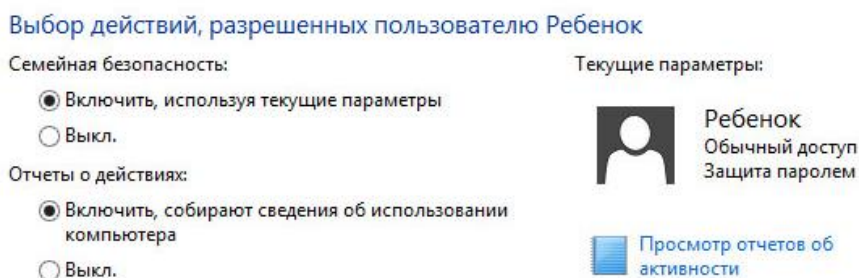 Выбор действий, разрешенных пользователю Ребенок
Семейная безопасность:
Включить, используя текущие параметры
Выкл.
Отчеты о действиях:
Включить, собирают сведения об использовании
компьютера
Выкл.
Текущие параметры:
Ребенок
Обычный доступ
Защита паролем
Просмотр отчетов об
активности